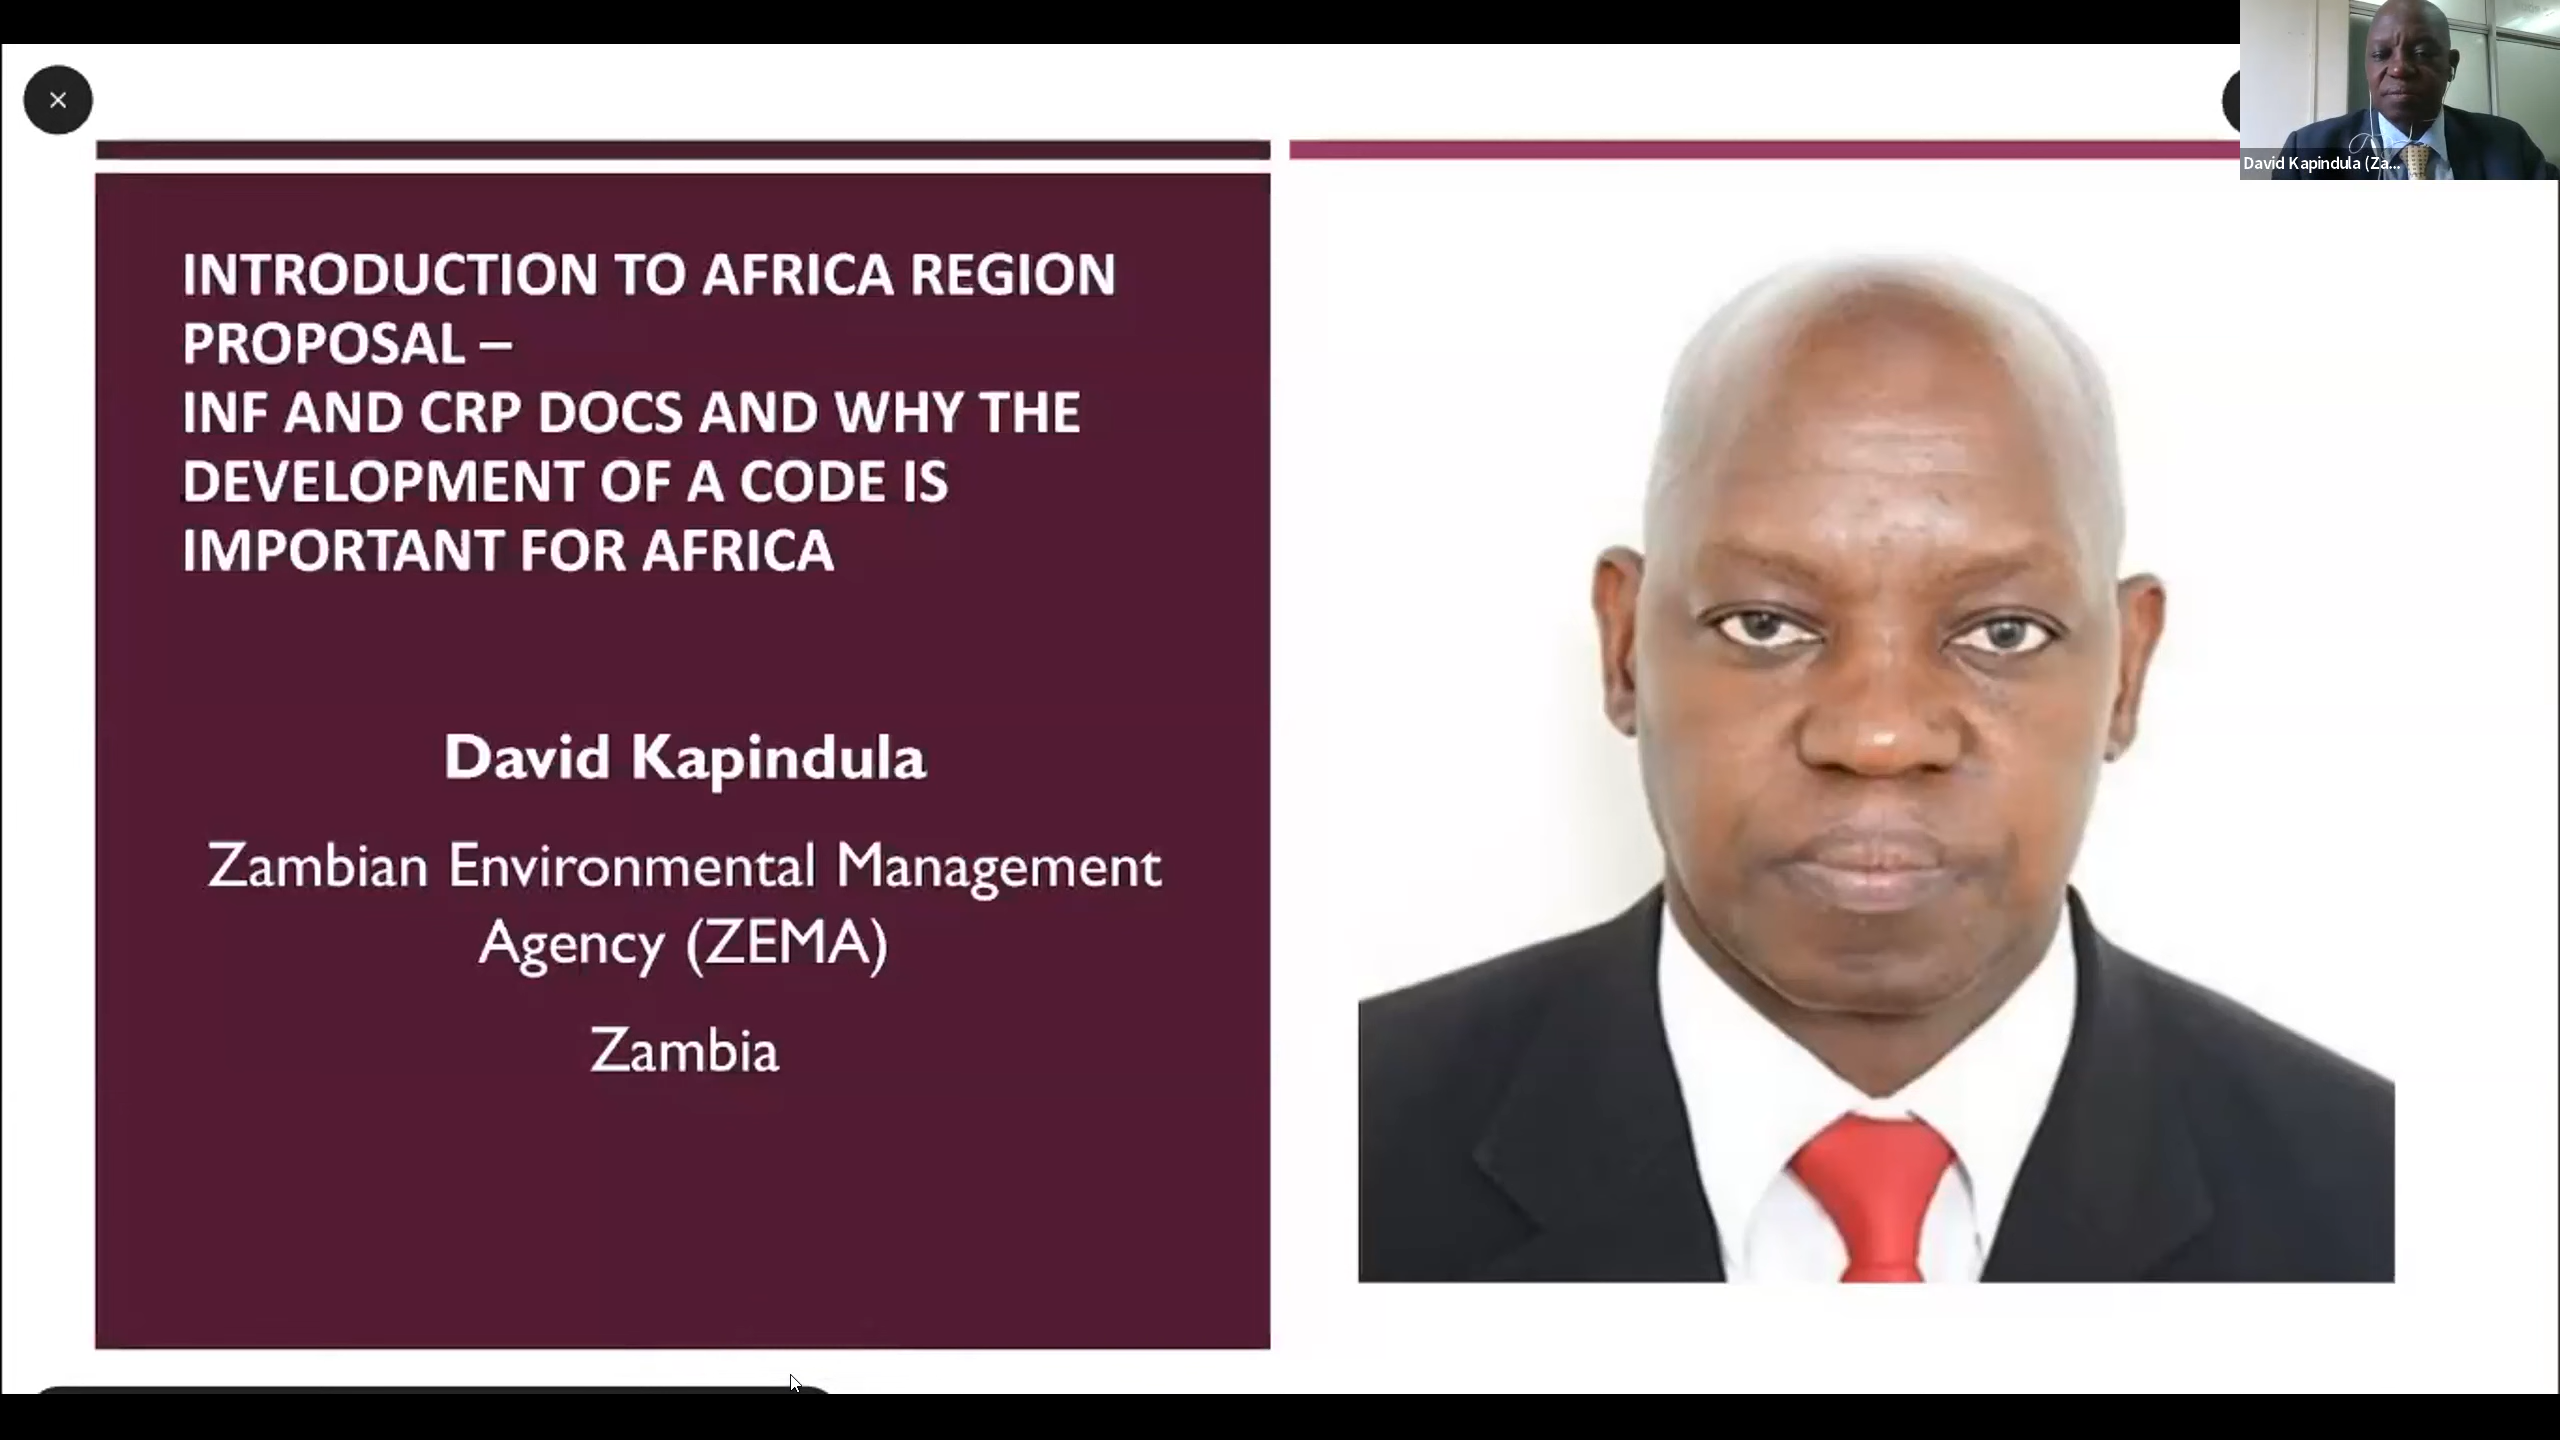 INTRODUCTION TO AFRICA REGION
PROPOSAL –
INF AND CRP DOCS AND WHY THE
DEVELOPMENT OF A CODE IS
IMPORTANT FOR AFRICA
David Kapindula
Zambian Environmental Management
Agency (ZEMA)
Zambia
David Kapindula (Za...